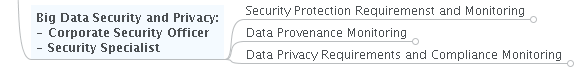 Big Data Security and Privacy:
- Corporate Security Officer
- Security Specialist
Security Protection Requiremenst and Monitoring
Data Provenance Monitoring
Data Privacy Requirements and Compliance Monitoring